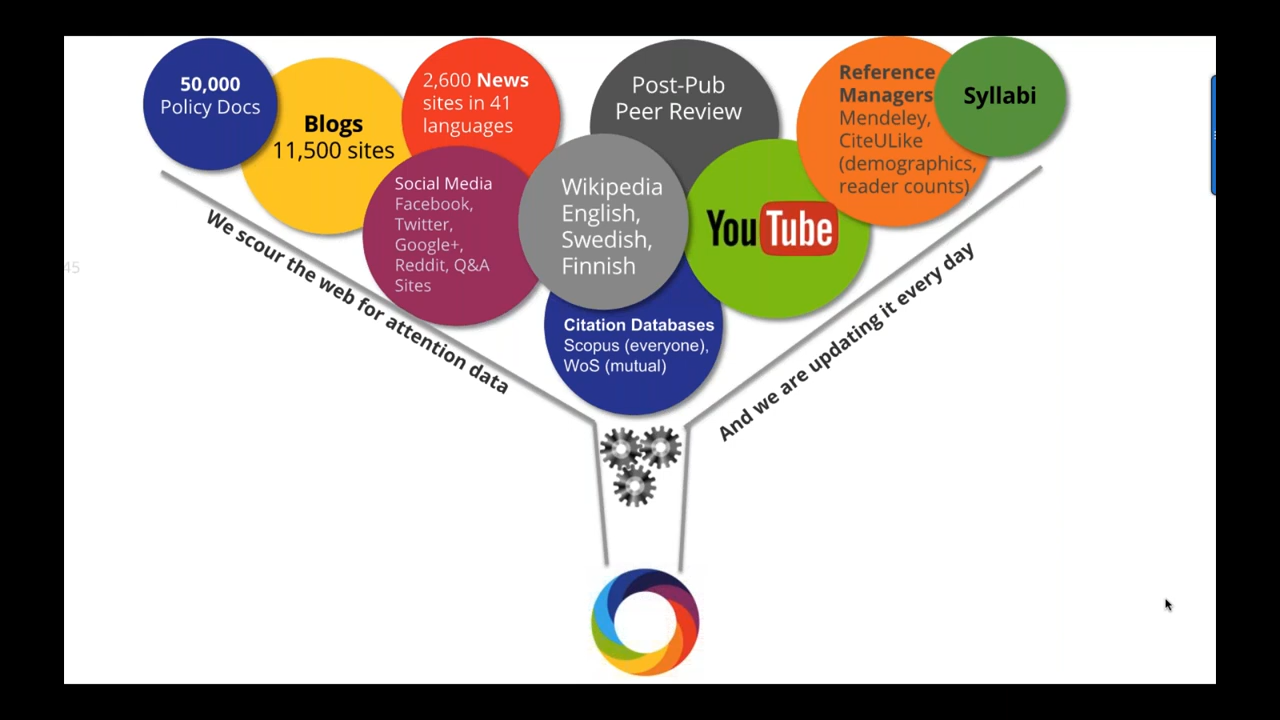 50,000
Policy Docs
Blogs
11,500 sites
2,600 News
sites in 41
languages
Post-Pub
Peer Review
Reference
Managers
Mendeley,
CiteULike
(demographics,
reader counts)
Syllabi
Social Media
Facebook,
Twitter,
Google+,
Reddit, Q&A
Sites
Wikipedia
English,
Swedish,
Finnish
YouTube
Citation Databases
Scopus (everyone),
WoS (mutual)
We scour the web for attention data
And we are updating it every day
45